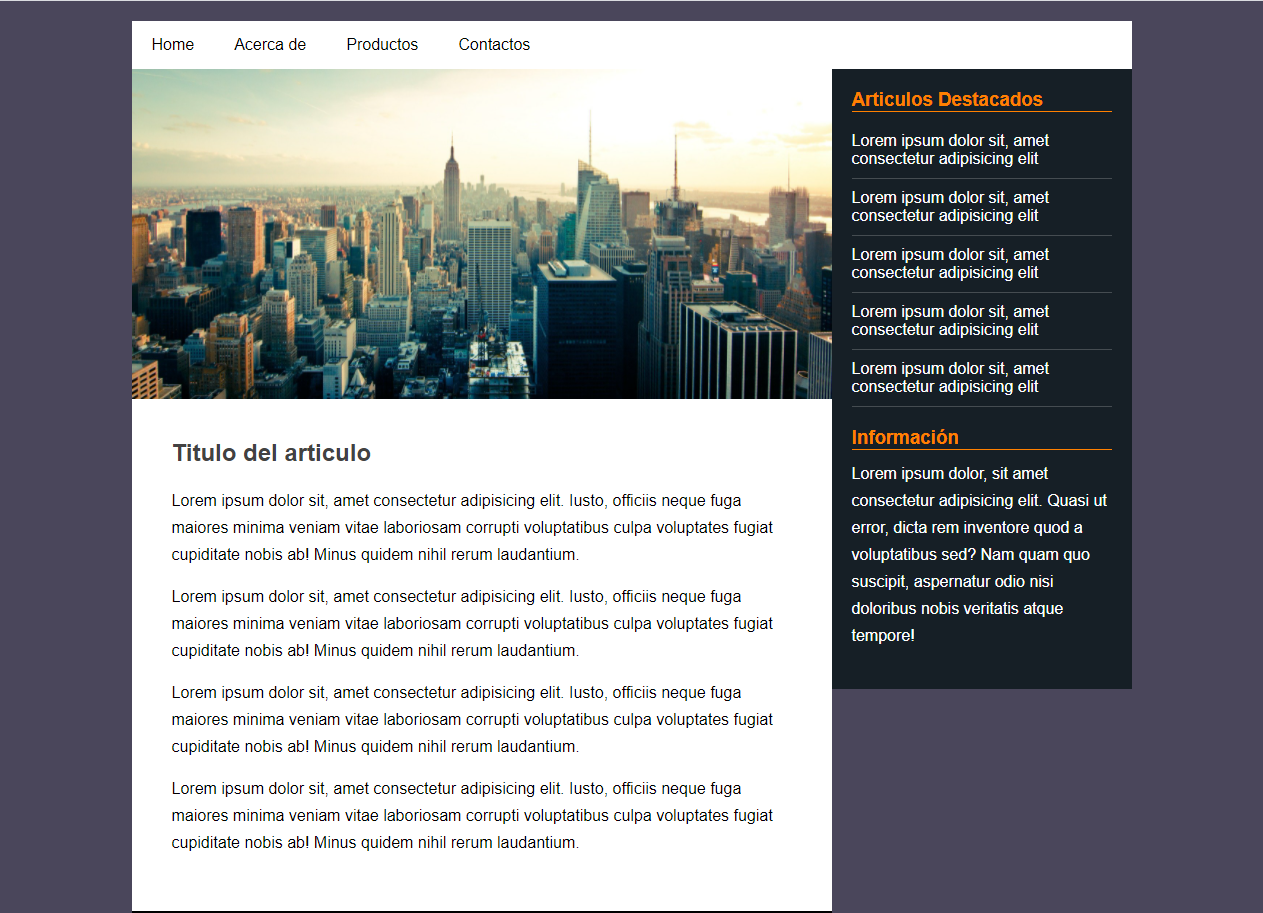 Home Acerca de Productos Contactos
Titulo del articulo
Lorem ipsum dolor sit, amet consectetur adipisicing elit. Iusto, officiis neque fuga
maiores minima veniam vitae laboriosam corrupti voluptatibus culpa voluptates fugiat
cupiditate nobis ab! Minus quidem nihil rerum laudantium.
Lorem ipsum dolor sit, amet consectetur adipisicing elit. Iusto, officiis neque fuga
maiores minima veniam vitae laboriosam corrupti voluptatibus culpa voluptates fugiat
cupiditate nobis ab! Minus quidem nihil rerum laudantium.
Lorem ipsum dolor sit, amet consectetur adipisicing elit. Iusto, officiis neque fuga
maiores minima veniam vitae laboriosam corrupti voluptatibus culpa voluptates fugiat
cupiditate nobis ab! Minus quidem nihil rerum laudantium.
Lorem ipsum dolor sit, amet consectetur adipisicing elit. Iusto, officiis neque fuga
maiores minima veniam vitae laboriosam corrupti voluptatibus culpa voluptates fugiat
cupiditate nobis ab! Minus quidem nihil rerum laudantium.
Articulos Destacados
Lorem ipsum dolor sit, amet
consectetur adipisicing elit
Lorem ipsum dolor sit, amet
consectetur adipisicing elit
Lorem ipsum dolor sit, amet
consectetur adipisicing elit
Lorem ipsum dolor sit, amet
consectetur adipisicing elit
Lorem ipsum dolor sit, amet
consectetur adipisicing elit
Información
Lorem ipsum dolor, sit amet
consectetur adipisicing elit. Quasi ut
error, dicta rem inventore quod a
voluptatibus sed? Nam quam quo
suscipit, aspernatur odio nisi
doloribus nobis veritatis atque
tempore!